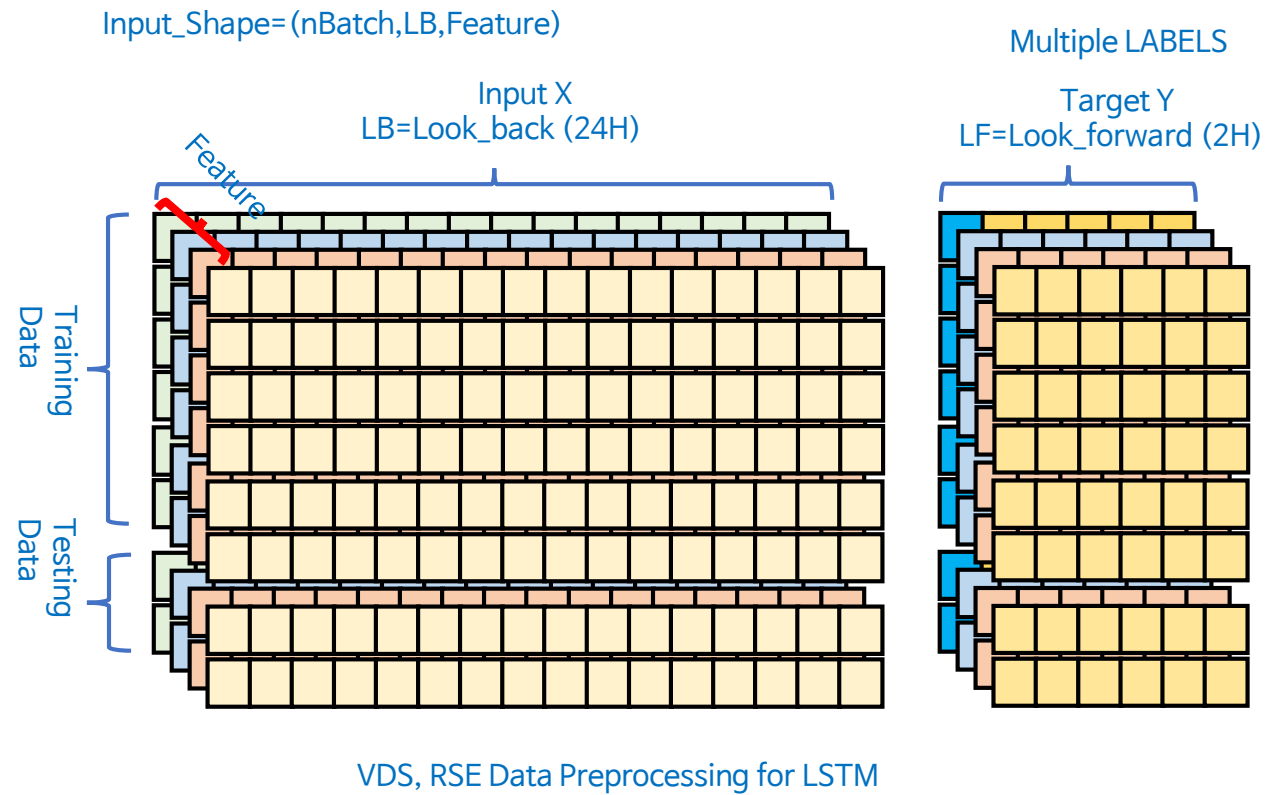 Input_Shape=(nBatch,LB,Feature)
Multiple LABELS
Input X
LB=Look_back (24H)
Target Y
LF=Look_forward (2H)
Feature
Training
Data
Testing
Data
VDS, RSE Data Preprocessing for LSTM